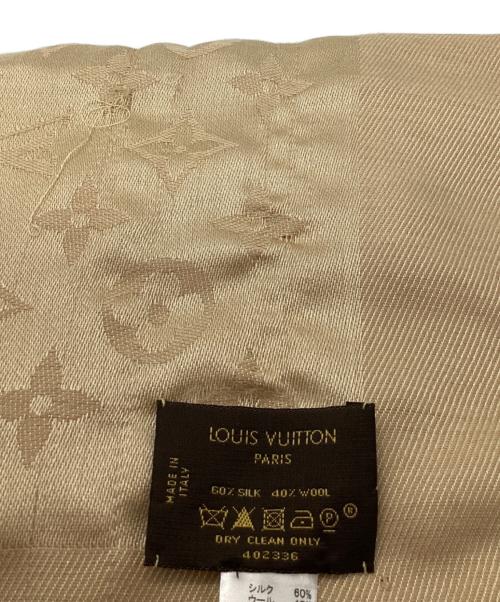 LOUIS VUITTON
PARIS
MADE IN
ITALY
60% SILK 40% WOOL
P ®
DRY CLEAN ONLY
402336
シルク 60%
ウール